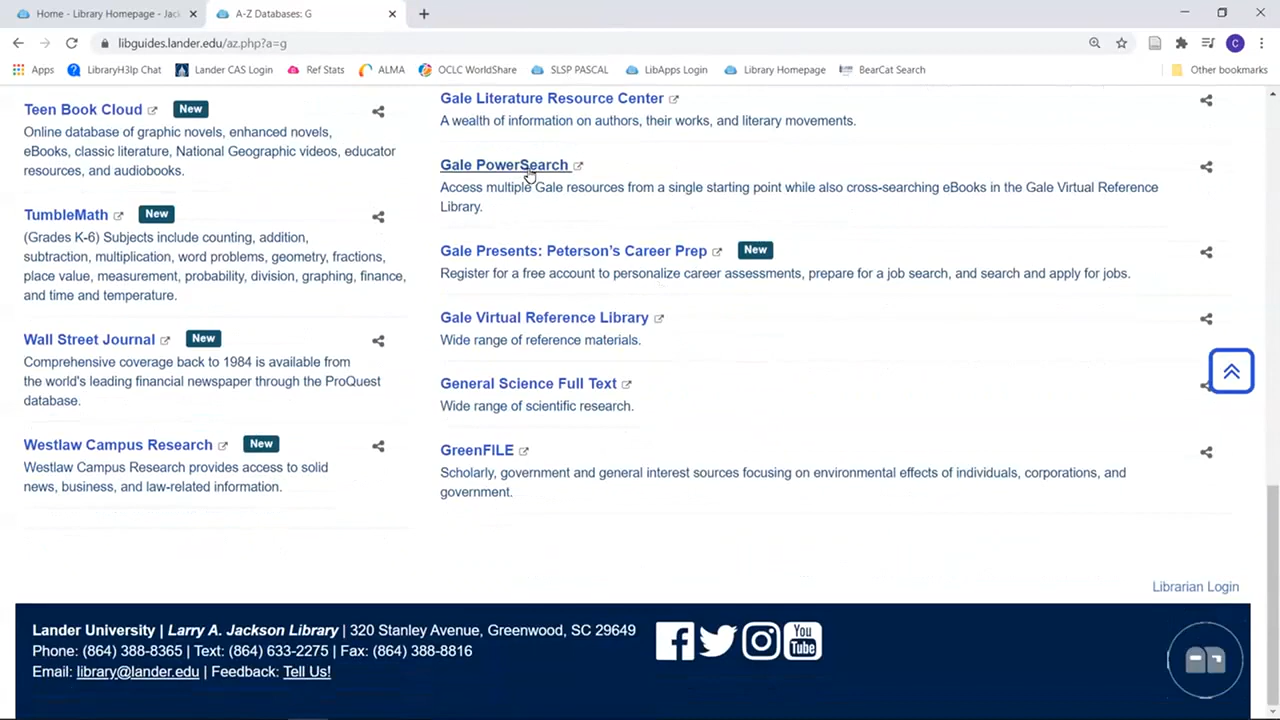 Home - Library Homepage - Jack
A-Z Databases: G
libguides.lander.edu/az.php?a=g
C
Apps
LibraryH3lp Chat
Lander CAS Login
Ref Stats
ALMA
OCLC WorldShare
SLSP PASCAL
LibApps Login
Library Homepage
BearCat Search
Other bookmarks
Teen Book Cloud New
Online database of graphic novels, enhanced novels,
eBooks, classic literature, National Geographic videos, educator
resources, and audiobooks.
TumbleMath New
(Grades K-6) Subjects include counting, addition,
subtraction, multiplication, word problems, geometry, fractions,
place value, measurement, probability, division, graphing, finance,
and time and temperature.
Wall Street Journal New
Comprehensive coverage back to 1984 is available from
the world's leading financial newspaper through the ProQuest
database.
Westlaw Campus Research New
Westlaw Campus Research provides access to solid
news, business, and law-related information.
Gale Literature Resource Center
A wealth of information on authors, their works, and literary movements.
Gale PowerSearch
Access multiple Gale resources from a single starting point while also cross-searching eBooks in the Gale Virtual Reference
Library.
Gale Presents: Peterson's Career Prep New
Register for a free account to personalize career assessments, prepare for a job search, and search and apply for jobs.
Gale Virtual Reference Library
Wide range of reference materials.
General Science Full Text
Wide range of scientific research.
GreenFILE
Scholarly, government and general interest sources focusing on environmental effects of individuals, corporations, and
government.
Librarian Login
Lander University | Larry A. Jackson Library | 320 Stanley Avenue, Greenwood, SC 29649
Phone: (864) 388-8365 | Text: (864) 633-2275 | Fax: (864) 388-8816
Email: library@lander.edu | Feedback: Tell Us!
You
Tube